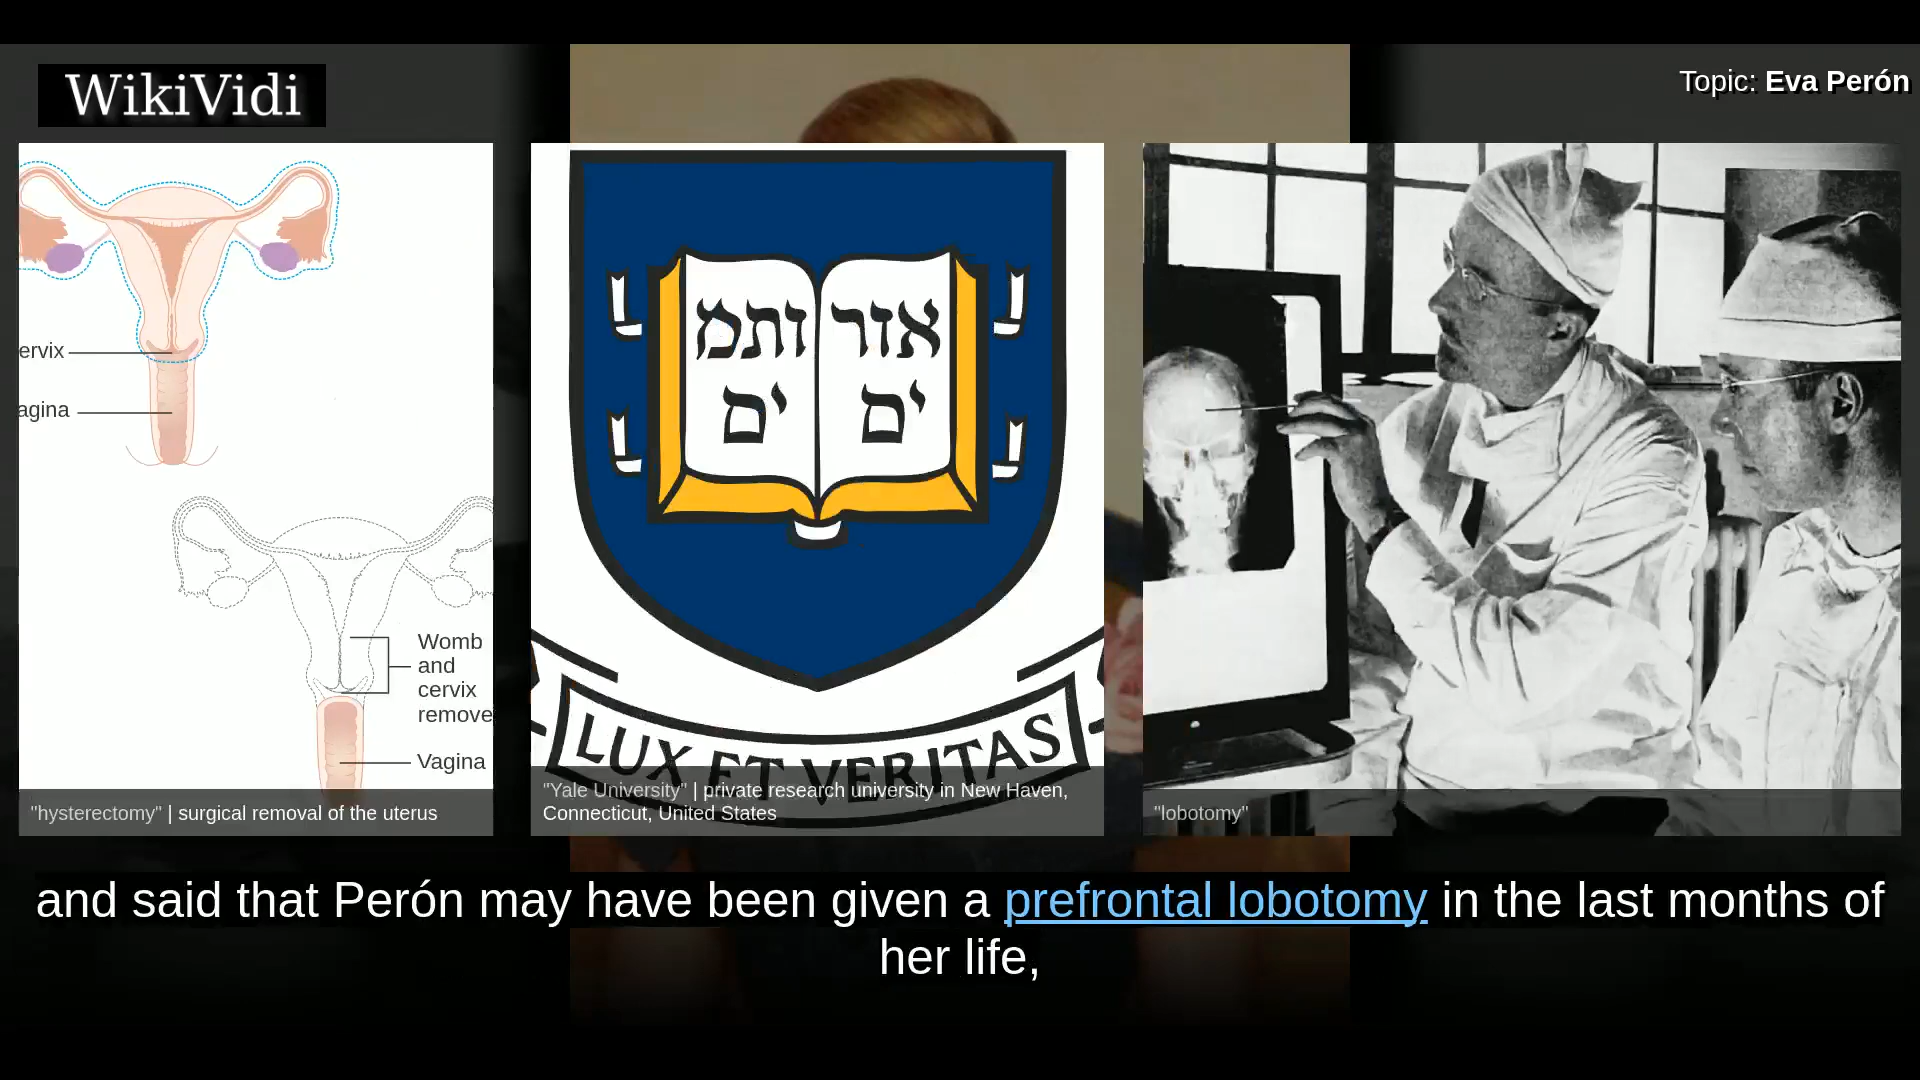 WikiVidi
Topic: Eva Perón
ervix
agina
Womb
and
cervix
remove
Vagina
"hysterectomy" | surgical removal of the uterus
אור
ים
ותמ
ים
LUX ET VERITAS
"Yale University" | private research university in New Haven,
Connecticut, United States
"lobotomy"
and said that Perón may have been given a prefrontal lobotomy in the last months of
her life,